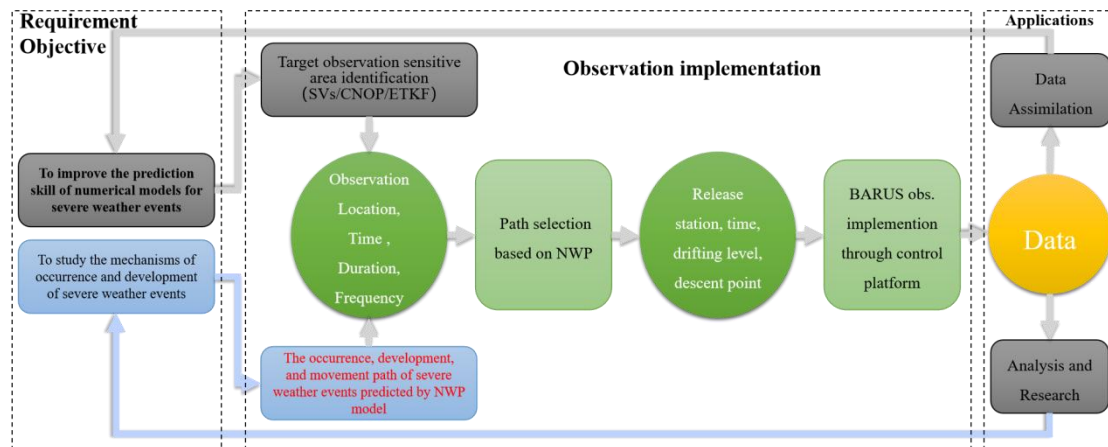 Requirement
Objective
To improve the prediction
skill of numerical models for
severe weather events
To study the mechanisms of
occurrence and development
of severe weather events
Observation implementation
Target observation sensitive
area identification
(SVs/CNOP/ETKF)
Observation
Location,
Time ,
Duration,
Frequency
The occurrence, development,
and movement path of severe
weather events predicted by NWP
model
Path selection
based on NWP
Release
station, time,
drifting level,
descent point
BARUS obs.
implemention
through control
platform
Applications
Data
Assimilation
Data
Analysis and
Research